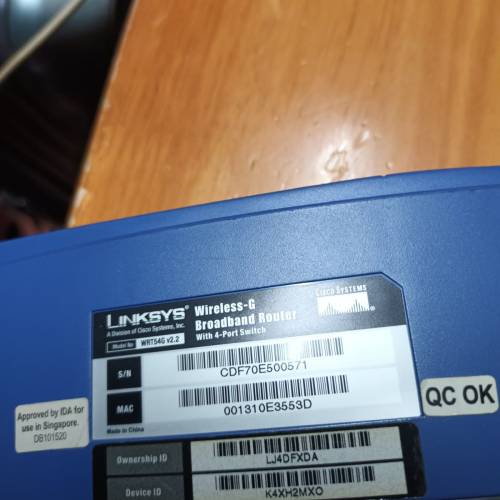 LINKSYS®
A Division of Cisco Systems, Inc.
Wireless-G
Broadband Router
With 4-Port Switch
CISCO SYSTEMS
Model No. WRT54G v2.2
S/N
CDF70E500571
MAC
001310E3553D
Made in China
QC OK
Approved by IDA for
use in Singapore.
DB101520
Ownership ID
LJ4DFXDA
Device ID
K4XH2MXO